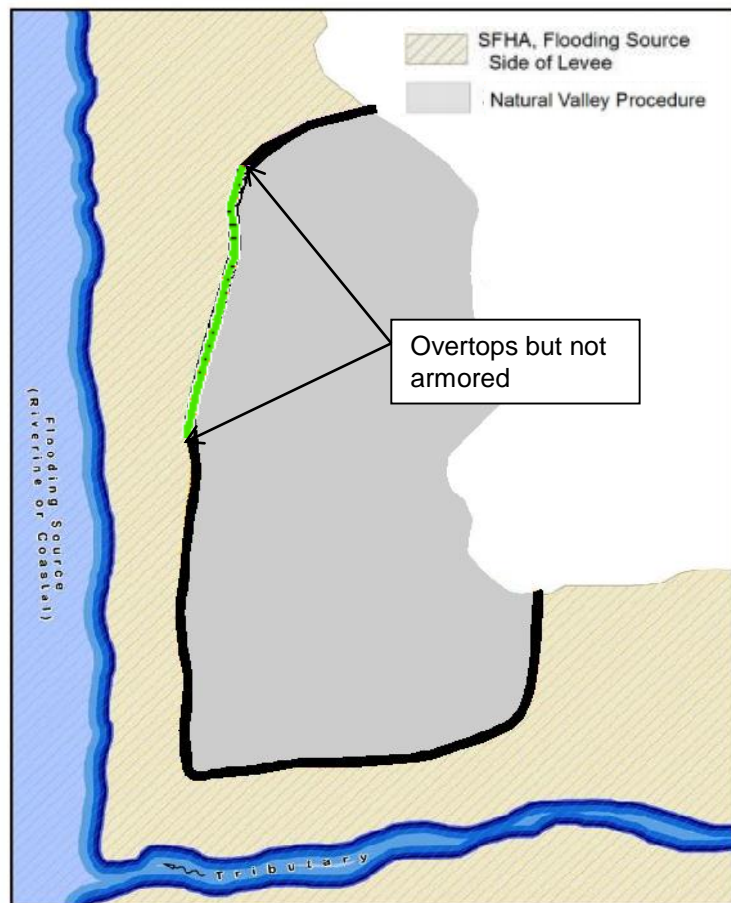 SFHA, Flooding Source
Side of Levee
Natural Valley Procedure
Overtops but not
armored
Flooding Source
(Riverine or Coastal)
Tributary